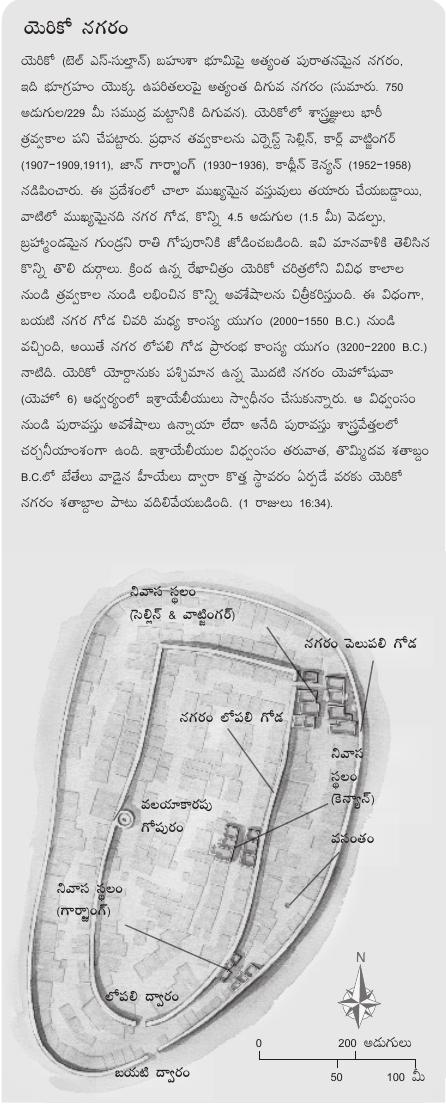 యెరికో నగరం
యెరికో (టెల్ ఎస్-సుల్తాన్) బహుశా భూమిపై అత్యంత పురాతనమైన నగరం,
ఇది భూగ్రహం యొక్క ఉపరితలంపై అత్యంత దిగువ నగరం (సుమారు. 750
అడుగుల/229 మీ సముద్ర మట్టానికి దిగువన). యెరికోలో శాస్త్రజ్ఞులు భారీ
త్రవ్వకాల పని చేపట్టారు. ప్రధాన తవ్వకాలను ఎర్నెస్ట్ సెల్లిన్, కార్ల్ వాట్జింగర్
(1907–1909,1911), జాన్ గార్స్టాంగ్ (1930–1936), కాథ్లీన్ కెన్యన్ (1952–1958)
నడిపించారు. ఈ ప్రదేశంలో చాలా ముఖ్యమైన వస్తువులు తయారు చేయబడ్డాయి,
వాటిలో ముఖ్యమైనది నగర గోడ, కొన్ని 4.5 అడుగుల (1.5 మీ) వెడల్పు,
బ్రహ్మాండమైన గుండ్రని రాతి గోపురానికి జోడించబడింది. ఇవి మానవాళికి తెలిసిన
కొన్ని తొలి దుర్గాలు. క్రింద ఉన్న రేఖాచిత్రం యెరికో చరిత్రలోని వివిధ కాలాల
నుండి త్రవ్వకాల నుండి లభించిన కొన్ని అవశేషాలను చిత్రీకరిస్తుంది. ఈ విధంగా,
బయటి నగర గోడ చివరి మధ్య కాంస్య యుగం (2000–1550 B.C.) నుండి
వచ్చింది, అయితే నగర లోపలి గోడ ప్రారంభ కాంస్య యుగం (3200–2200 B.C.)
నాటిది. యెరికో యోర్దానుకు పశ్చిమాన ఉన్న మొదటి నగరం యెహోషువా
(యెహో 6) ఆధ్వర్యంలో ఇశ్రాయేలీయులు స్వాధీనం చేసుకున్నారు. ఆ విధ్వంసం
నుండి పురావస్తు అవశేషాలు ఉన్నాయా లేదా అనేది పురావస్తు శాస్త్రవేత్తలలో
చర్చనీయాంశంగా ఉంది. ఇశ్రాయేలీయుల విధ్వంసం తరువాత, తొమ్మిదవ శతాబ్దం
B.C.లో బేతేలు వాడైన హీయేలు ద్వారా కొత్త స్థావరం ఏర్పడే వరకు యెరికో
నగరం శతాబ్దాల పాటు వదిలివేయబడింది. (1 రాజులు 16:34).
నివాస స్థలం
(సెల్లిన్ & వాట్జింగర్)
నగరం వెలుపలి గోడ
నగరం లోపలి గోడ
నివాస
స్థలం
(కెన్యాన్)
వలయాకారపు
గోపురం
వసంతం
నివాస స్థలం
(గార్స్టాంగ్)
లోపలి ద్వారం
బయటి ద్వారం
N
0 200 అడుగులు
50 100 మీ